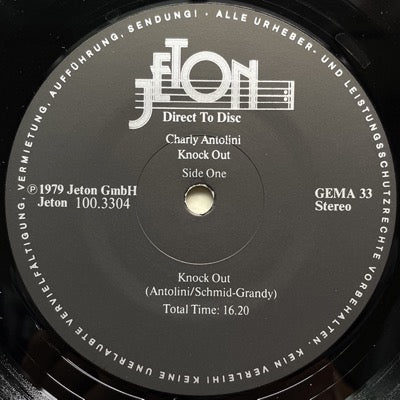 JETON
Direct To Disc
Charly Antolini
Knock Out
Side One
℗1979 Jeton GmbH
Jeton 100.3304
GEMA 33
Stereo
Knock Out
(Antolini/Schmid-Grandy)
Total Time: 16.20
ALLE URHEBER- UND LEISTUNGSSCHUTZRECHTE VORBEHALTEN · KEIN VERLEIH! KEINE UNERLAUBTE VERVIELFÄLTIGUNG, VERMIETUNG, AUFFÜHRUNG, SENDUNG! ·